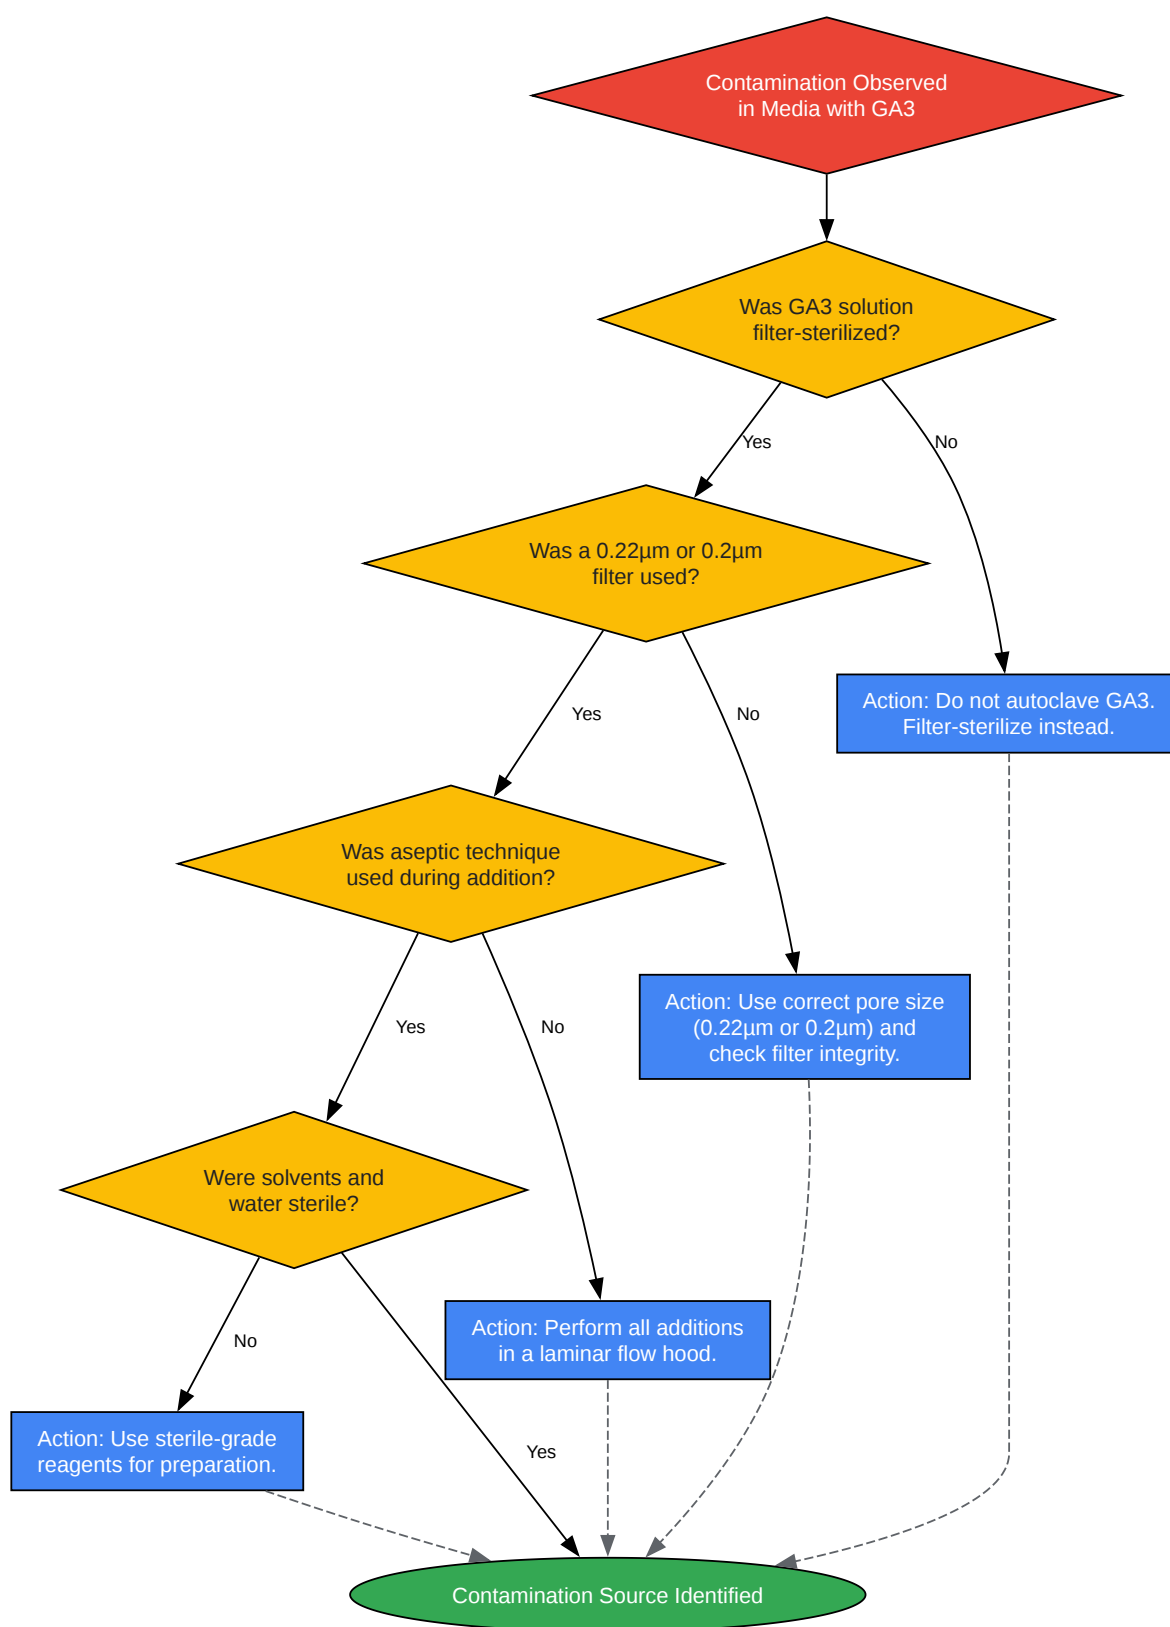 Contamination Observed
in Media with GA3
Was GA3 solution
filter-sterilized?
Yes
No
Was a 0.22µm or 0.2µm
filter used?
Action: Do not autoclave GA3.
Filter-sterilize instead.
Yes
No
Was aseptic technique
used during addition?
Action: Use correct pore size
(0.22µm or 0.2µm) and
check filter integrity.
Yes
No
Were solvents and
water sterile?
Action: Perform all additions
in a laminar flow hood.
No
Yes
Action: Use sterile-grade
reagents for preparation.
Contamination Source Identified